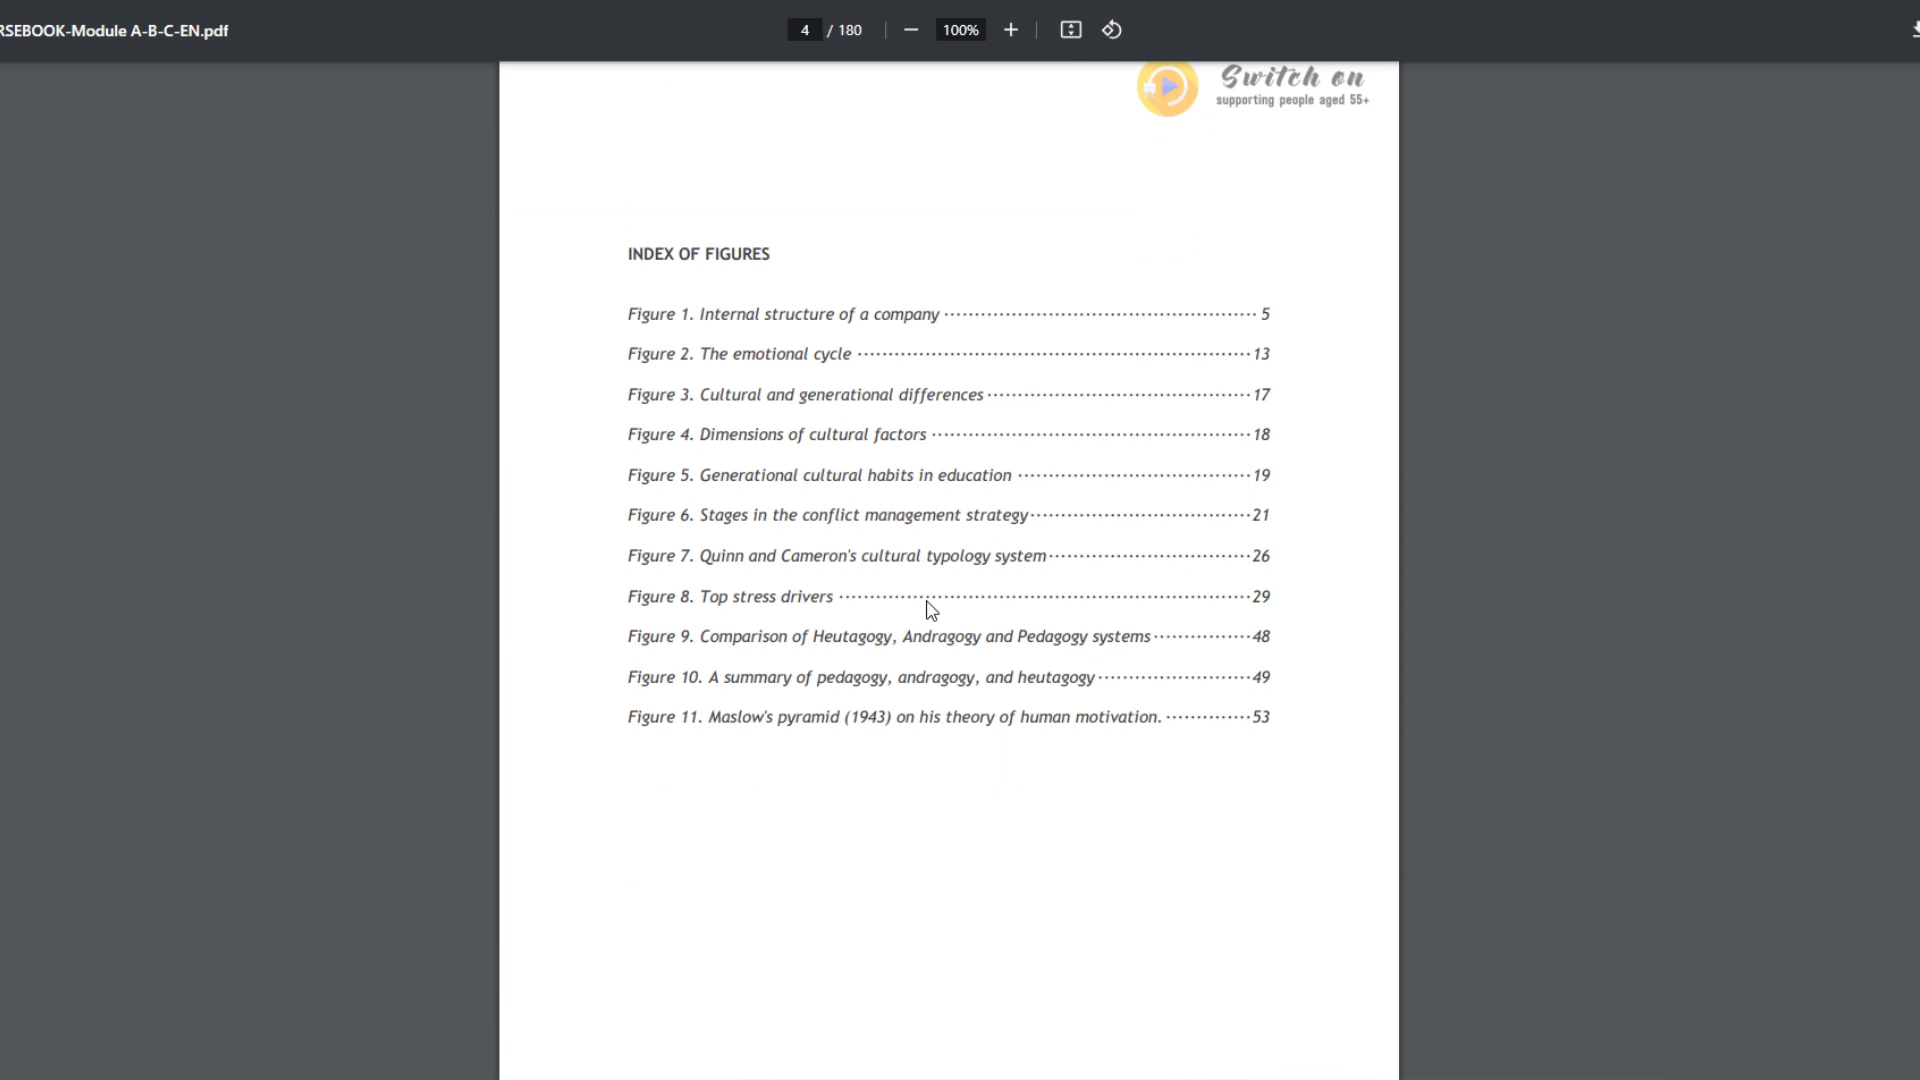 RSEBOOK-Module A-B-C-EN.pdf
4 / 180
100%
Switch on
supporting people aged 55+
INDEX OF FIGURES
Figure 1. Internal structure of a company 5
Figure 2. The emotional cycle 13
Figure 3. Cultural and generational differences 17
Figure 4. Dimensions of cultural factors 18
Figure 5. Generational cultural habits in education 19
Figure 6. Stages in the conflict management strategy 21
Figure 7. Quinn and Cameron's cultural typology system 26
Figure 8. Top stress drivers 29
Figure 9. Comparison of Heutagogy, Andragogy and Pedagogy systems 48
Figure 10. A summary of pedagogy, andragogy, and heutagogy 49
Figure 11. Maslow's pyramid (1943) on his theory of human motivation. 53